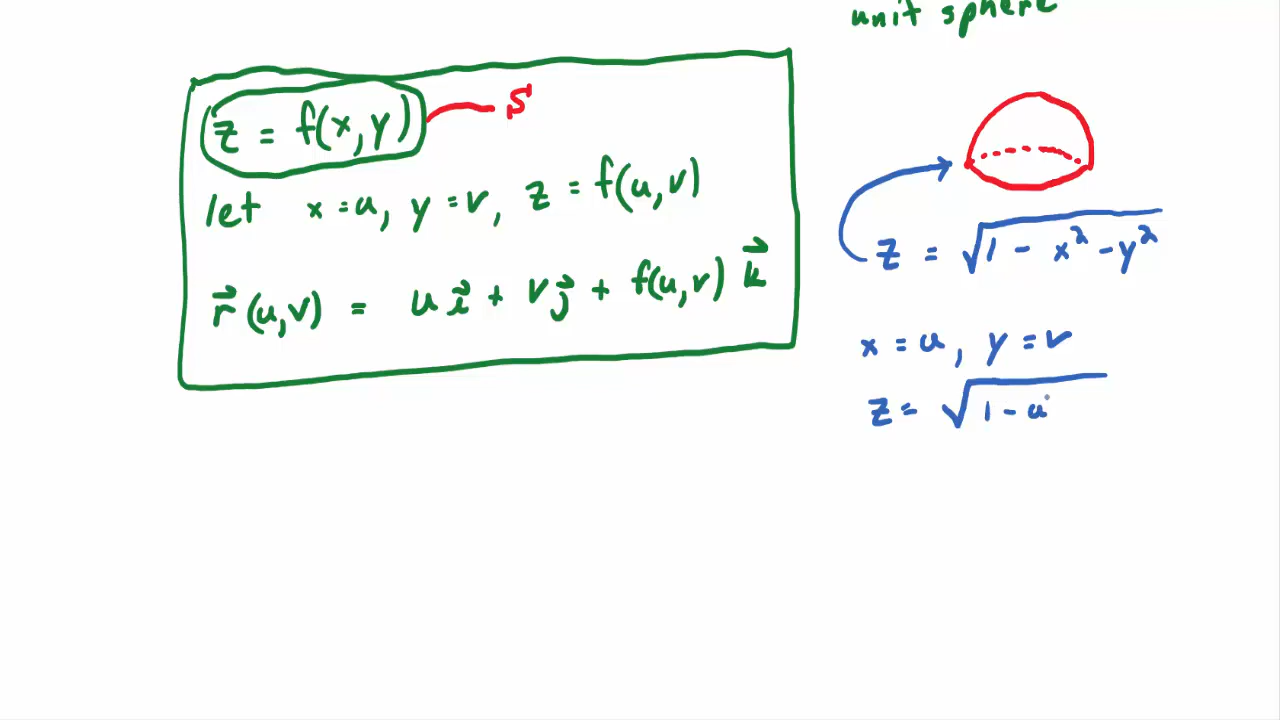 unit sphere
z = f(x,y) S
let x = u, y = v, z = f(u,v)
r⃗(u,v) = u i⃗ + v j⃗ + f(u,v) k⃗
z = √(1 - x² - y²)
x = u, y = v
z = √(1 - u